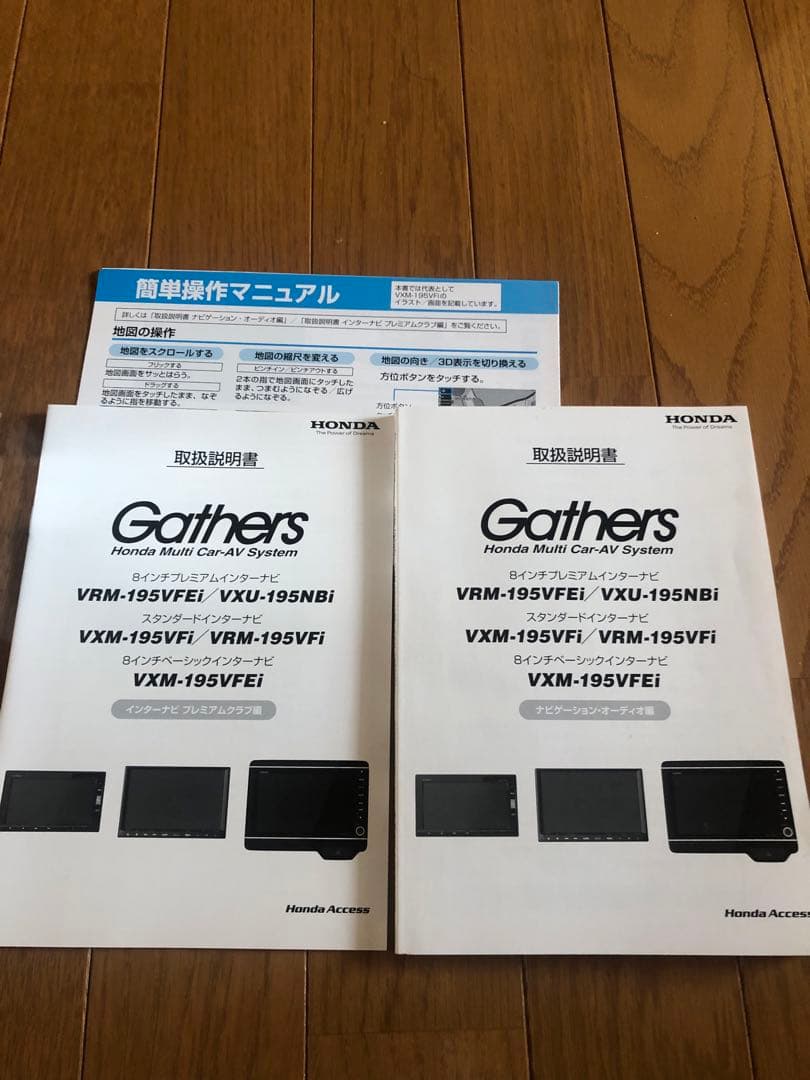 簡単操作マニュアル
本書では代表として
VXM-195VFiの
イラスト/画面を記載しています。
詳しくは「取扱説明書 ナビゲーション・オーディオ編」/「取扱説明書 インターナビ プレミアムクラブ編」をご覧ください。
地図の操作
地図をスクロールする
フリックする
地図画面をサッとはらう。
ドラッグする
地図画面をタッチしたまま、なぞ
るように指を移動する。
地図の縮尺を変える
ピンチイン/ピンチアウトする
2本の指で地図画面にタッチした
まま、つまむようになぞる/広げ
るようになぞる。
地図の向き/3D表示を切り換える
方位ボタンをタッチする。
方位ボタン
HONDA
The Power of Dreams
取扱説明書
Gathers
Honda Multi Car-AV System
8インチプレミアムインターナビ
VRM-195VFEi/VXU-195NBi
スタンダードインターナビ
VXM-195VFi/VRM-195VFi
8インチベーシックインターナビ
VXM-195VFEi
インターナビ プレミアムクラブ編
Honda Access
HONDA
The Power of Dreams
取扱説明書
Gathers
Honda Multi Car-AV System
8インチプレミアムインターナビ
VRM-195VFEi/VXU-195NBi
スタンダードインターナビ
VXM-195VFi/VRM-195VFi
8インチベーシックインターナビ
VXM-195VFEi
ナビゲーション・オーディオ編
Honda Access